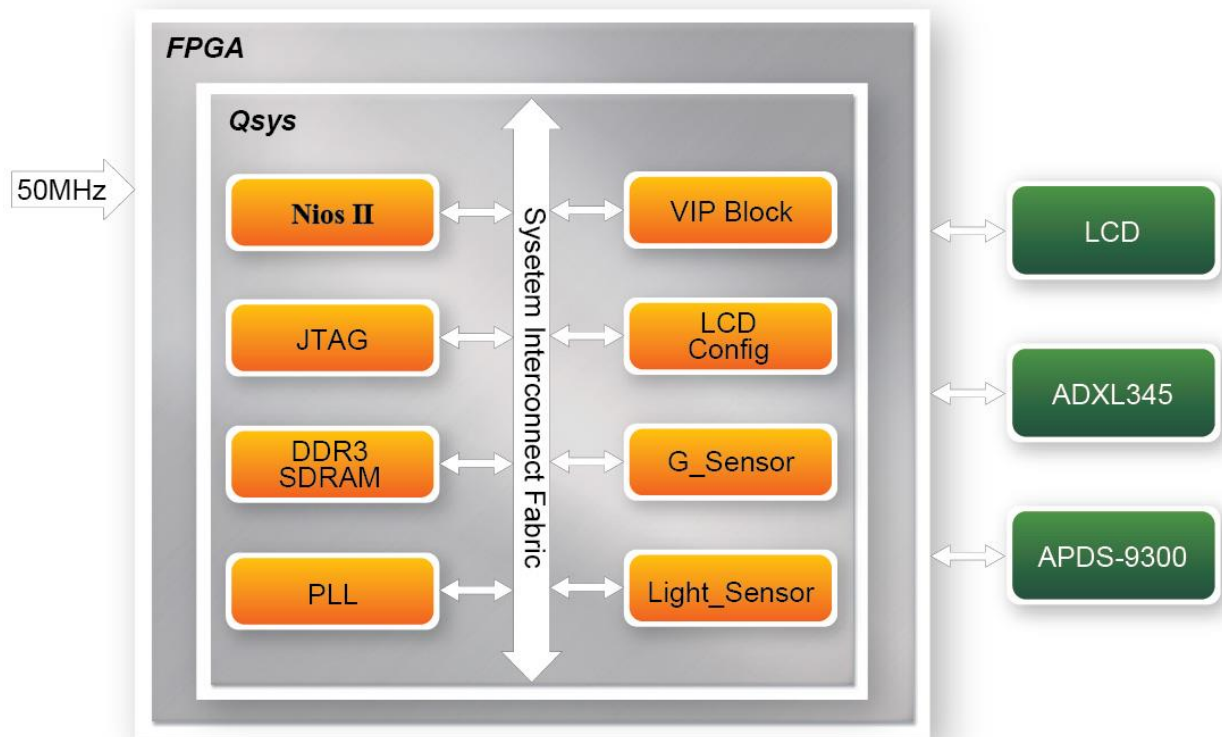 FPGA
Qsys
50MHz
Nios II
JTAG
DDR3
SDRAM
PLL
Sysetem Interconnect Fabric
VIP Block
LCD
Config
G_Sensor
Light_Sensor
LCD
ADXL345
APDS-9300